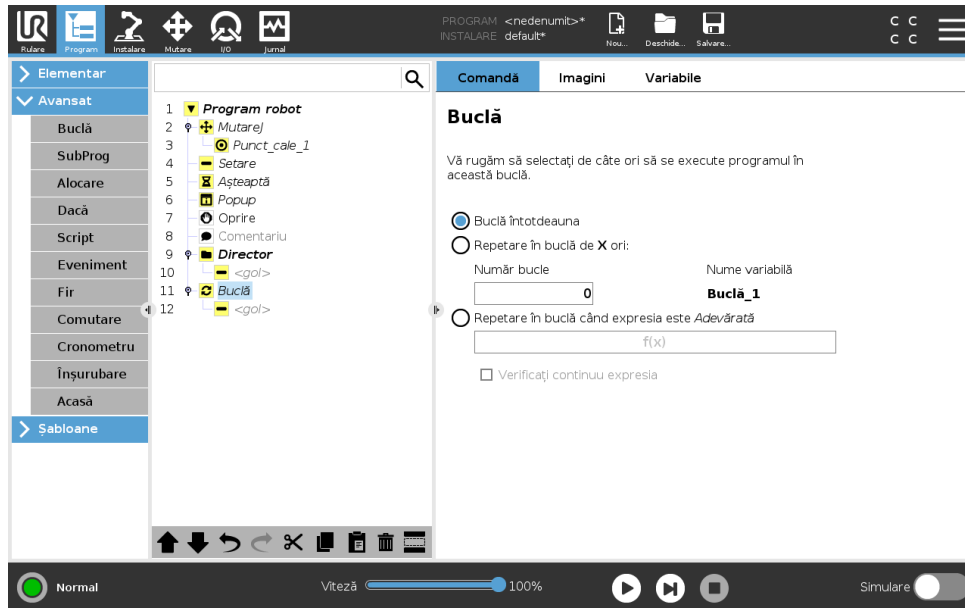 PROGRAM <nedenumit>*
INSTALARE default*
Rulare Program Instalare Mutare I/O Jurnal
Nou... Deschide... Salvare...
C C
C C
Elementar
Avansat
Buclă
SubProg
Alocare
Dacă
Script
Eveniment
Fir
Comutare
Cronometru
Înșurubare
Acasă
Șabloane
1 Program robot
2 MutareJ
3 Punct_cale_1
4 Setare
5 Așteaptă
6 Popup
7 Oprire
8 Comentariu
9 Director
10 <gol>
11 Buclă
12 <gol>
Comandă Imagini Variabile
Buclă
Vă rugăm să selectați de câte ori să se execute programul în
această buclă.
Buclă întotdeauna
Repetare în buclă de X ori:
Număr bucle Nume variabilă
0 Buclă_1
Repetare în buclă când expresia este Adevărată
f(x)
Verificați continuu expresia
Normal Viteză 100% Simulare